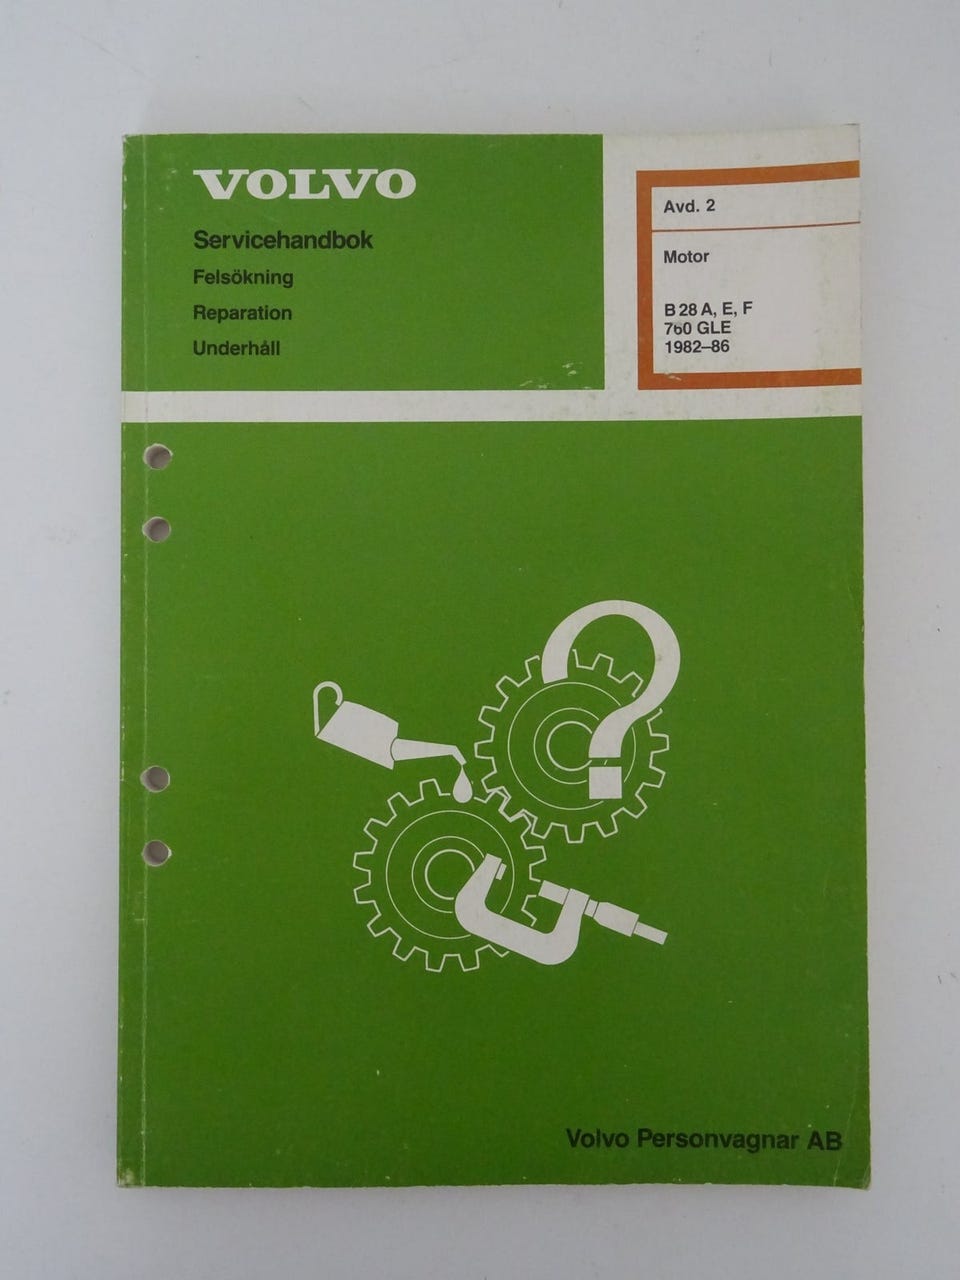 VOLVO
Servicehandbok
Felsökning
Reparation
Underhåll
Avd. 2
Motor
B 28 A, E, F
760 GLE
1982–86
?
Volvo Personvagnar AB